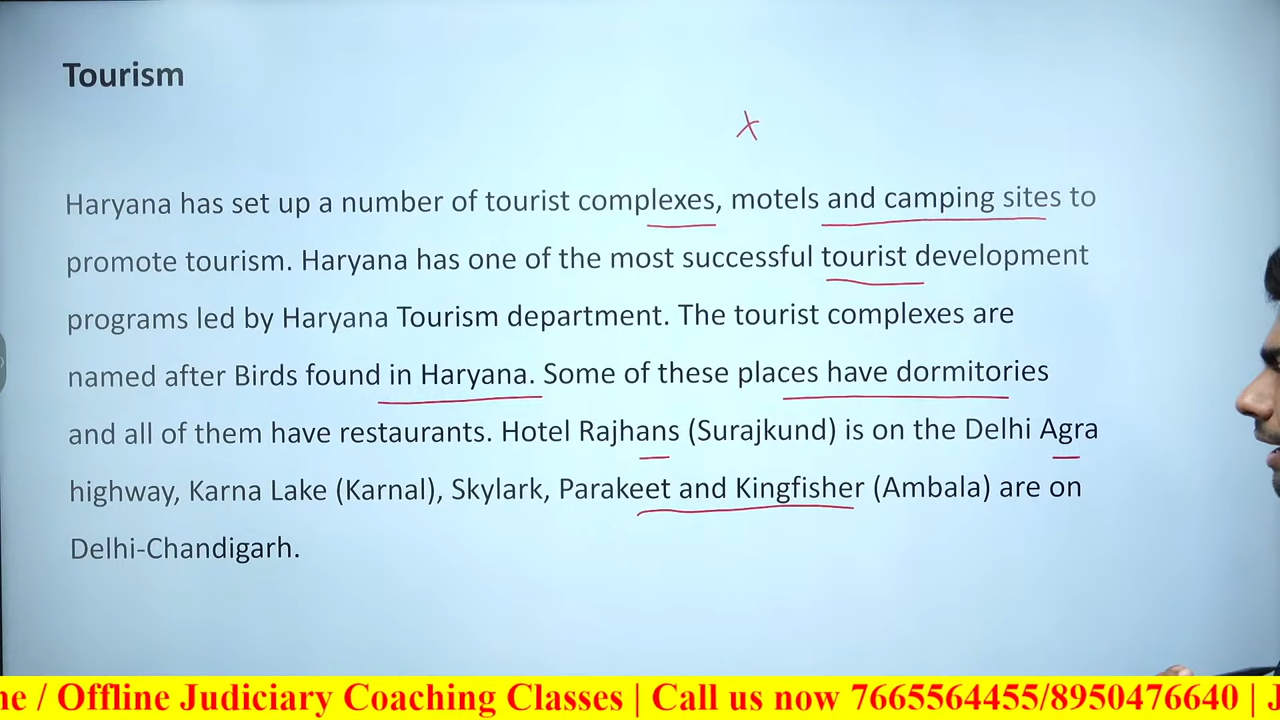 Tourism
Haryana has set up a number of tourist complexes, motels and camping sites to
promote tourism. Haryana has one of the most successful tourist development
programs led by Haryana Tourism department. The tourist complexes are
named after Birds found in Haryana. Some of these places have dormitories
and all of them have restaurants. Hotel Rajhans (Surajkund) is on the Delhi Agra
highway, Karna Lake (Karnal), Skylark, Parakeet and Kingfisher (Ambala) are on
Delhi-Chandigarh.
/ Offline Judiciary Coaching Classes | Call us now 7665564455/8950476640 |